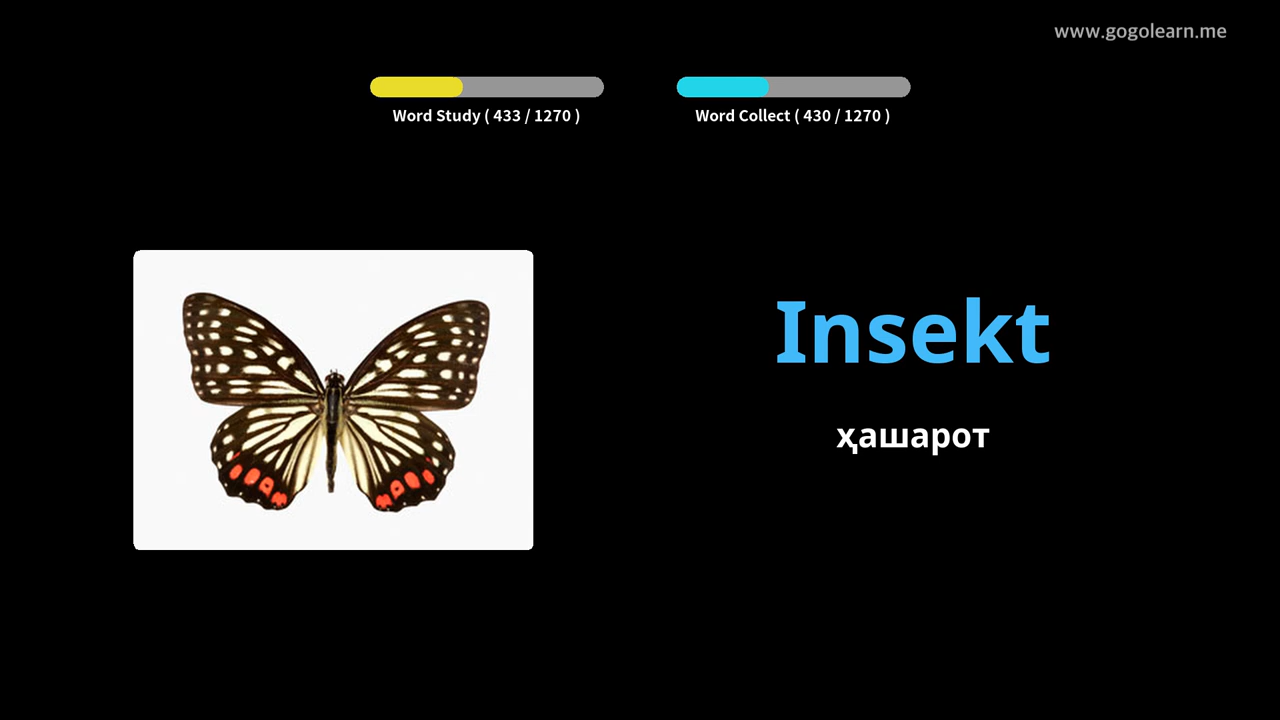 www.gogolearn.me
Word Study ( 433 / 1270 )
Word Collect ( 430 / 1270 )
Insekt
ҳашарот